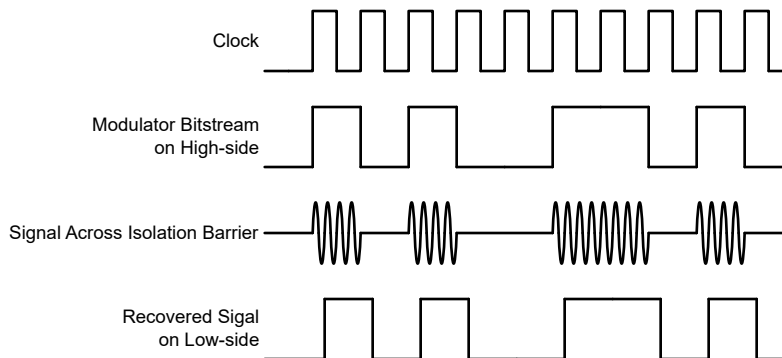 Clock
Modulator Bitstream
on High-side
Signal Across Isolation Barrier
Recovered Sigal
on Low-side